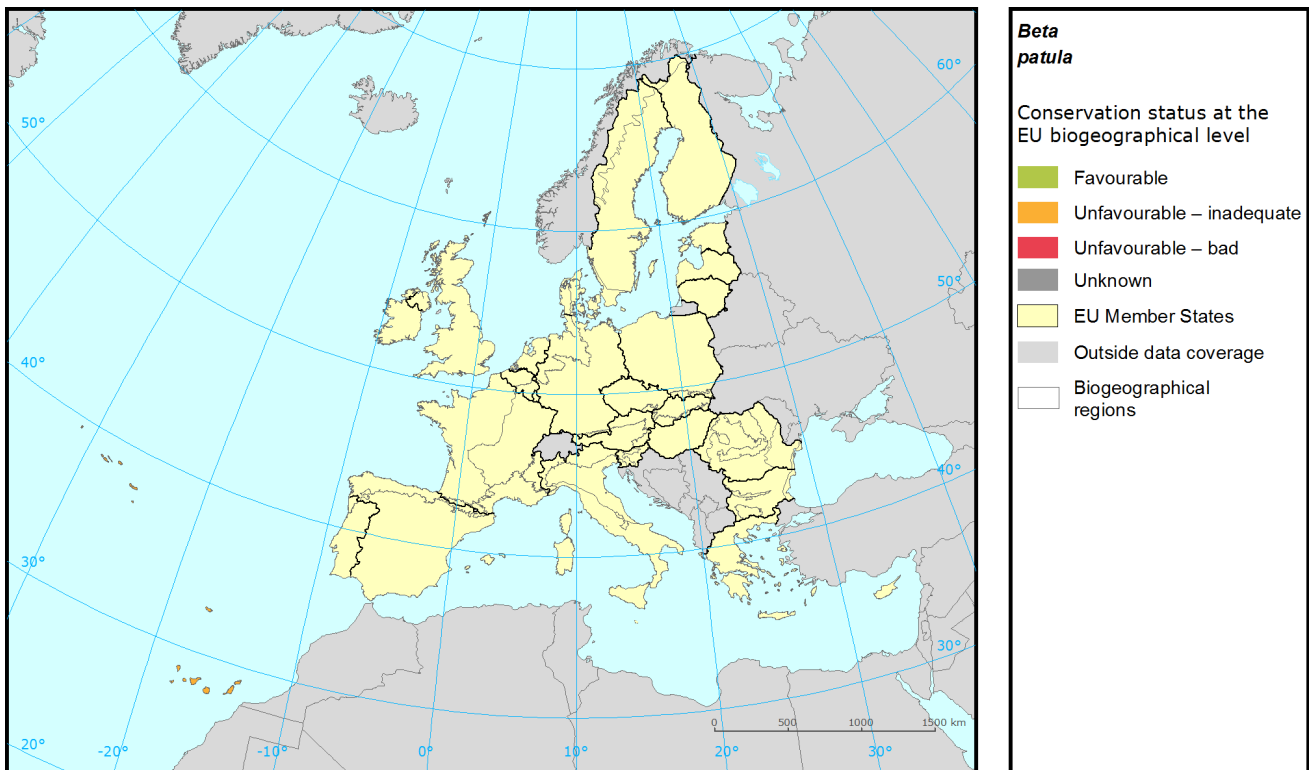 Beta
patula
Conservation status at the
EU biogeographical level
Favourable
Unfavourable – inadequate
Unfavourable – bad
Unknown
EU Member States
Outside data coverage
Biogeographical
regions
60°
50°
50°
40°
40°
30°
30°
20°
-20°
-10°
0°
10°
20°
30°
0
500
1000
1500 km